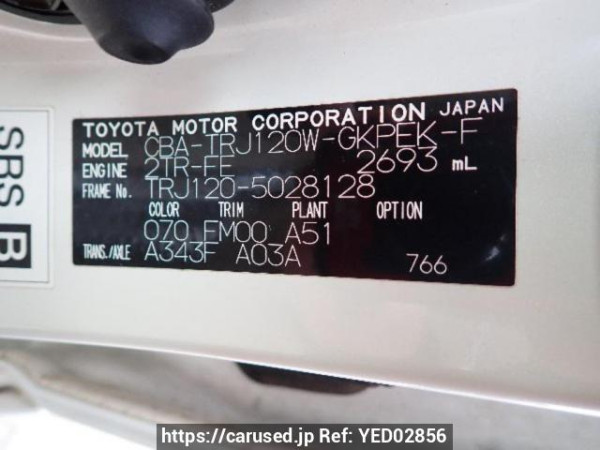 TOYOTA MOTOR CORPORATION JAPAN
MODEL CBA-TRJ120W-GKPEK-F
ENGINE 2TR-FE 2693 mL
FRAME No. TRJ120-5028128
COLOR TRIM PLANT OPTION
070 FM00 A51
TRANS./AXLE A343F A03A
766
SRS B
https://carused.jp Ref: YED02856